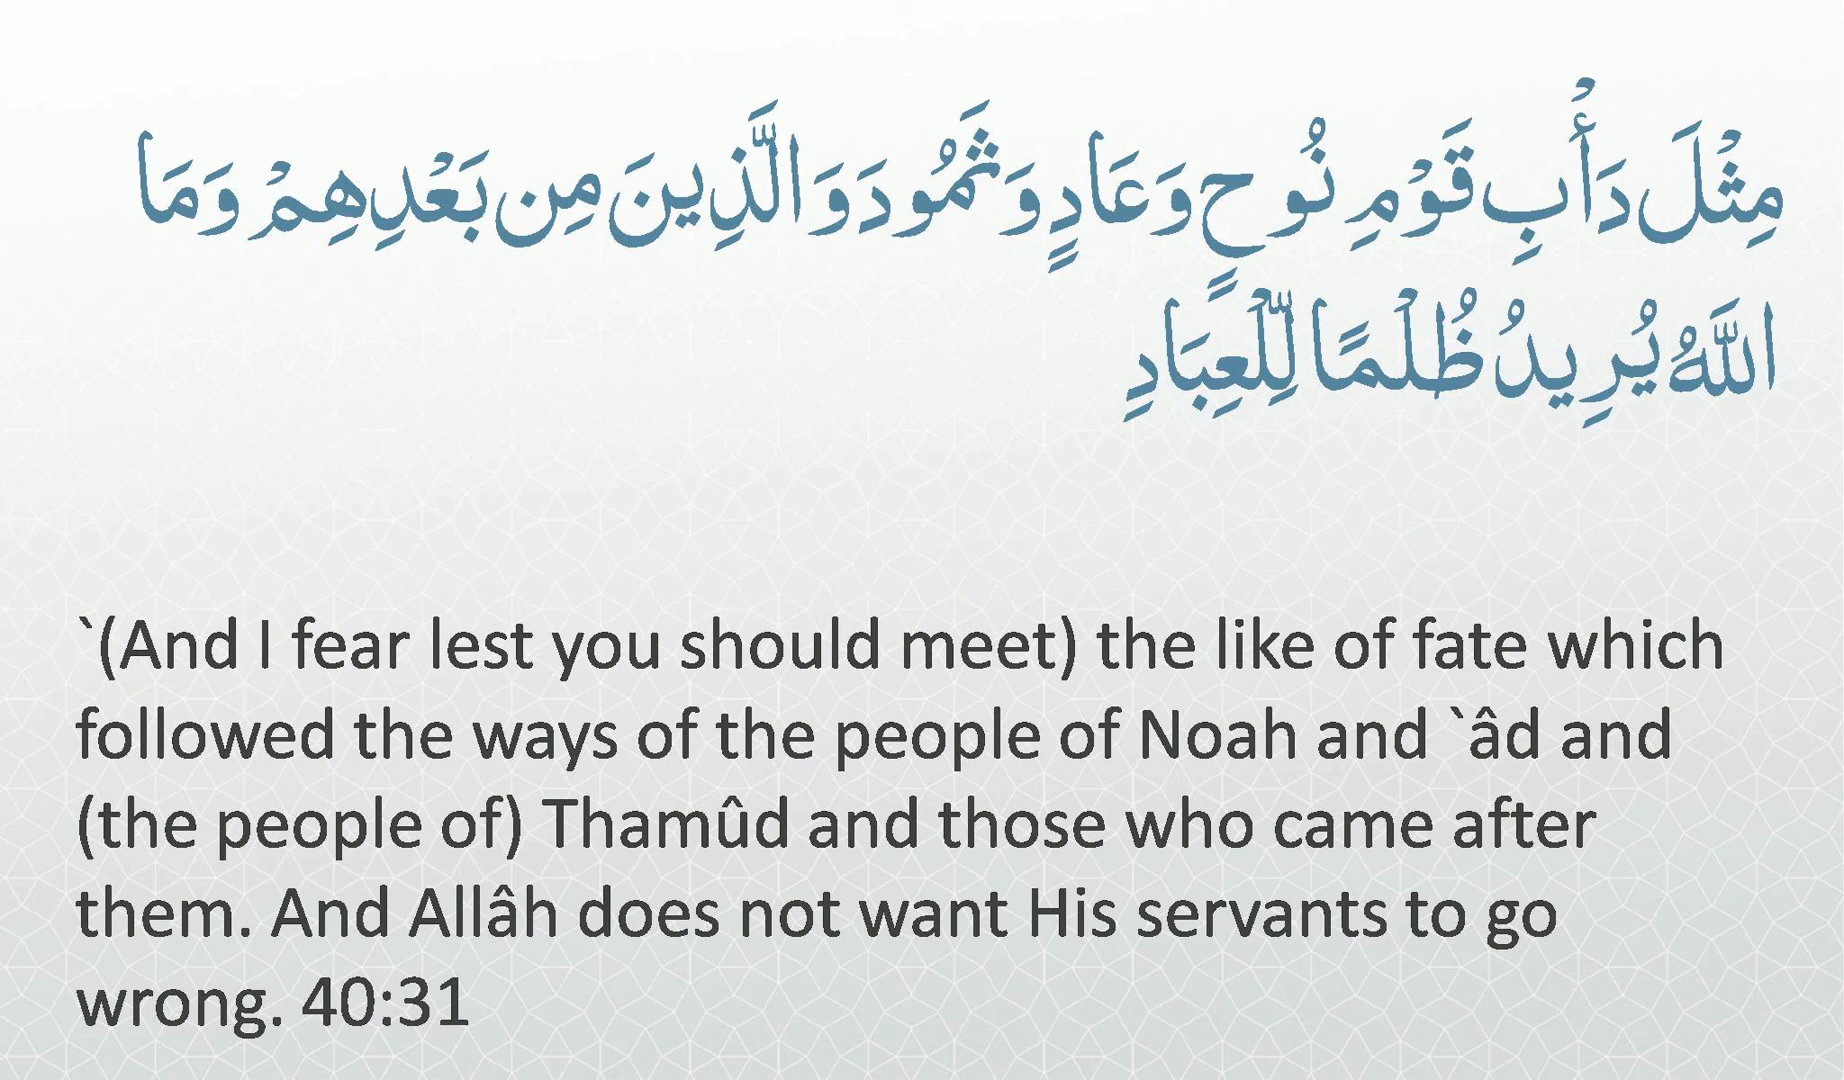 مِثْلَ دَأْبِ قَوْمِ نُوحٍ وَعَادٍ وَثَمُودَ وَالَّذِينَ مِن بَعْدِهِمْ وَمَا
اللَّهُ يُرِيدُ ظُلْمًا لِّلْعِبَادِ
`(And I fear lest you should meet) the like of fate which
followed the ways of the people of Noah and `âd and
(the people of) Thamûd and those who came after
them. And Allâh does not want His servants to go
wrong. 40:31